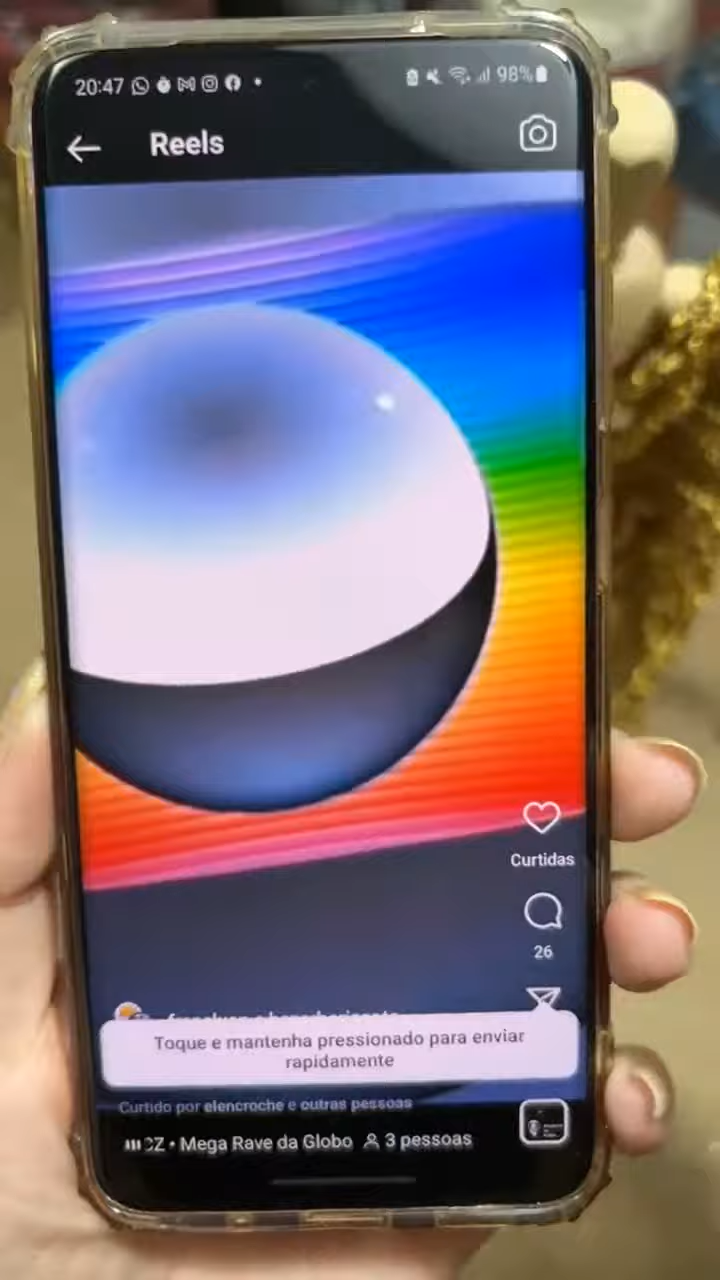 20:47
98%
Reels
Curtidas
26
Toque e mantenha pressionado para enviar
rapidamente
Curtido por elencroche e outras pessoas
CZ • Mega Rave da Globo 3 pessoas